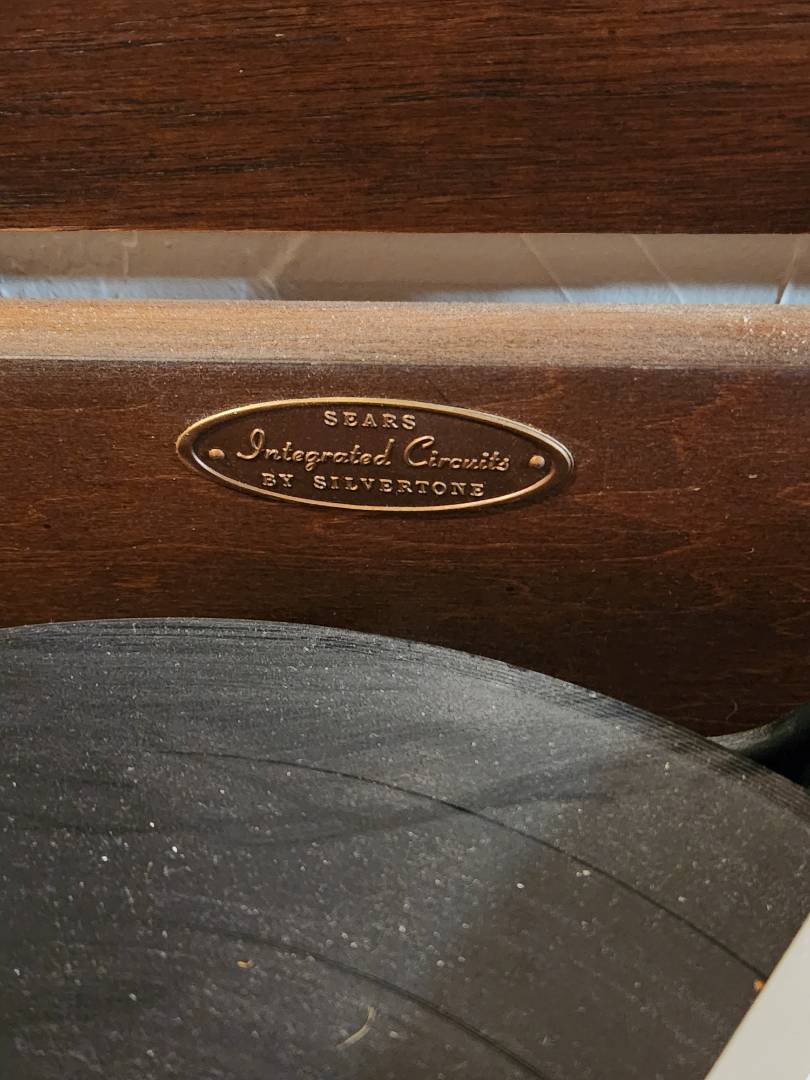 SEARS
Integrated Circuits
BY SILVERTONE